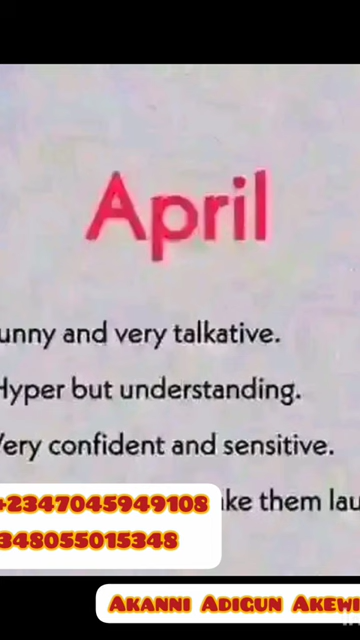 April
unny and very talkative.
Hyper but understanding.
Very confident and sensitive.
ke them lau
+2347045949108
348055015348
Akanni Adigun Akewi